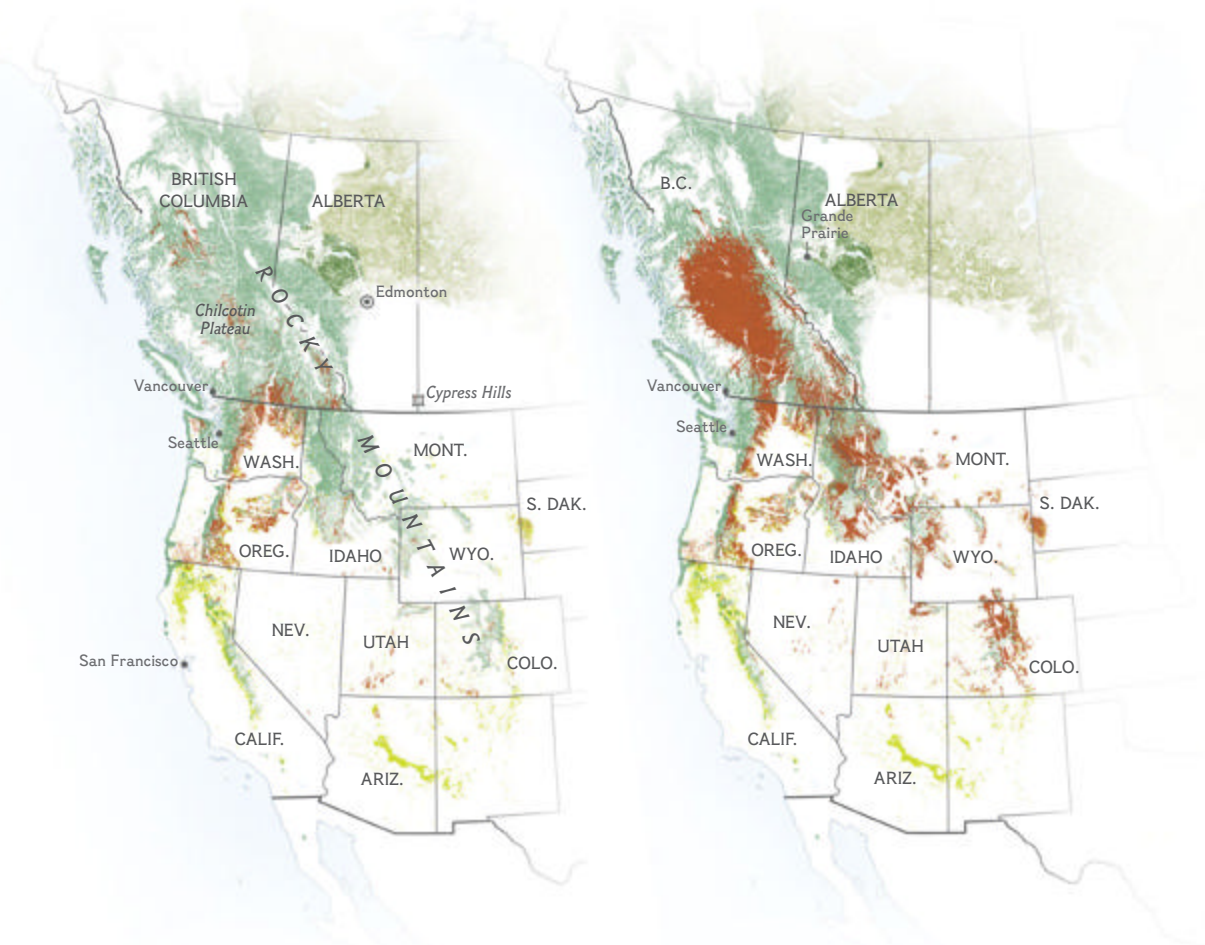 BRITISH
COLUMBIA
ALBERTA
ROCKY
Edmonton
Chilcotin
Plateau
Vancouver
Cypress Hills
Seattle
WASH.
MOUNTAINS
MONT.
S. DAK.
OREG.
IDAHO
WYO.
NEV.
UTAH
San Francisco
COLO.
CALIF.
ARIZ.
B.C.
ALBERTA
Grande
Prairie
Vancouver
Seattle
WASH.
MONT.
S. DAK.
OREG.
IDAHO
WYO.
NEV.
UTAH
COLO.
CALIF.
ARIZ.